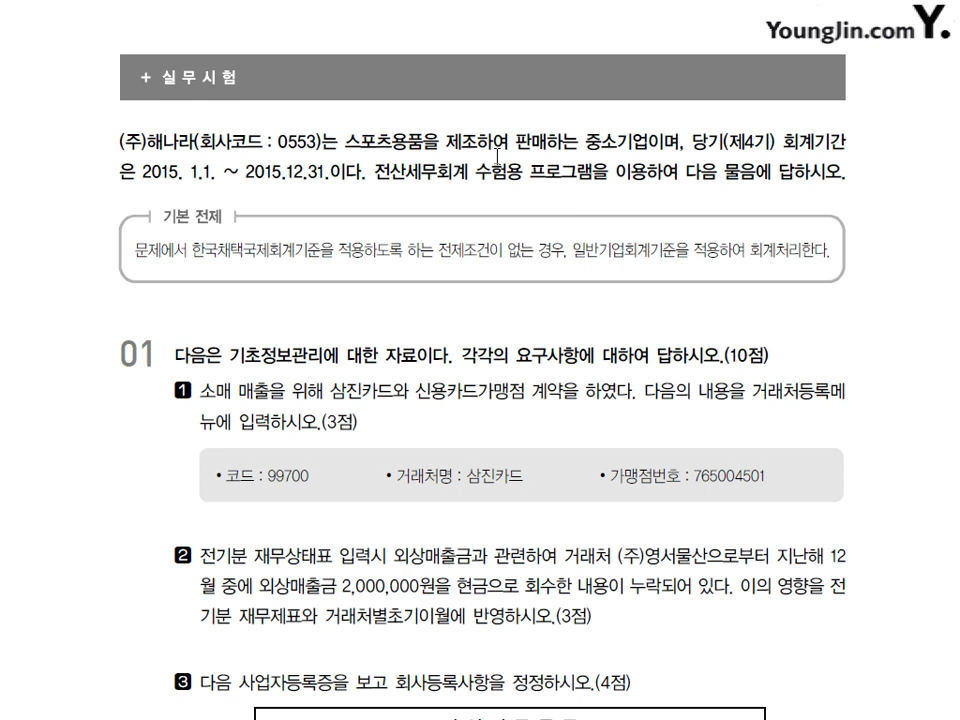 YoungJin.com Y.
+ 실무시험
(주)해나라(회사코드 : 0553)는 스포츠용품을 제조하여 판매하는 중소기업이며, 당기(제4기) 회계기간
은 2015. 1.1. ~ 2015.12.31.이다. 전산세무회계 수험용 프로그램을 이용하여 다음 물음에 답하시오.
기본 전제
문제에서 한국채택국제회계기준을 적용하도록 하는 전제조건이 없는 경우, 일반기업회계기준을 적용하여 회계처리한다.
01 다음은 기초정보관리에 대한 자료이다. 각각의 요구사항에 대하여 답하시오.(10점)
1 소매 매출을 위해 삼진카드와 신용카드가맹점 계약을 하였다. 다음의 내용을 거래처등록메
뉴에 입력하시오.(3점)
• 코드 : 99700 • 거래처명 : 삼진카드 • 가맹점번호 : 765004501
2 전기분 재무상태표 입력시 외상매출금과 관련하여 거래처 (주)영서물산으로부터 지난해 12
월 중에 외상매출금 2,000,000원을 현금으로 회수한 내용이 누락되어 있다. 이의 영향을 전
기분 재무제표와 거래처별초기이월에 반영하시오.(3점)
3 다음 사업자등록증을 보고 회사등록사항을 정정하시오.(4점)